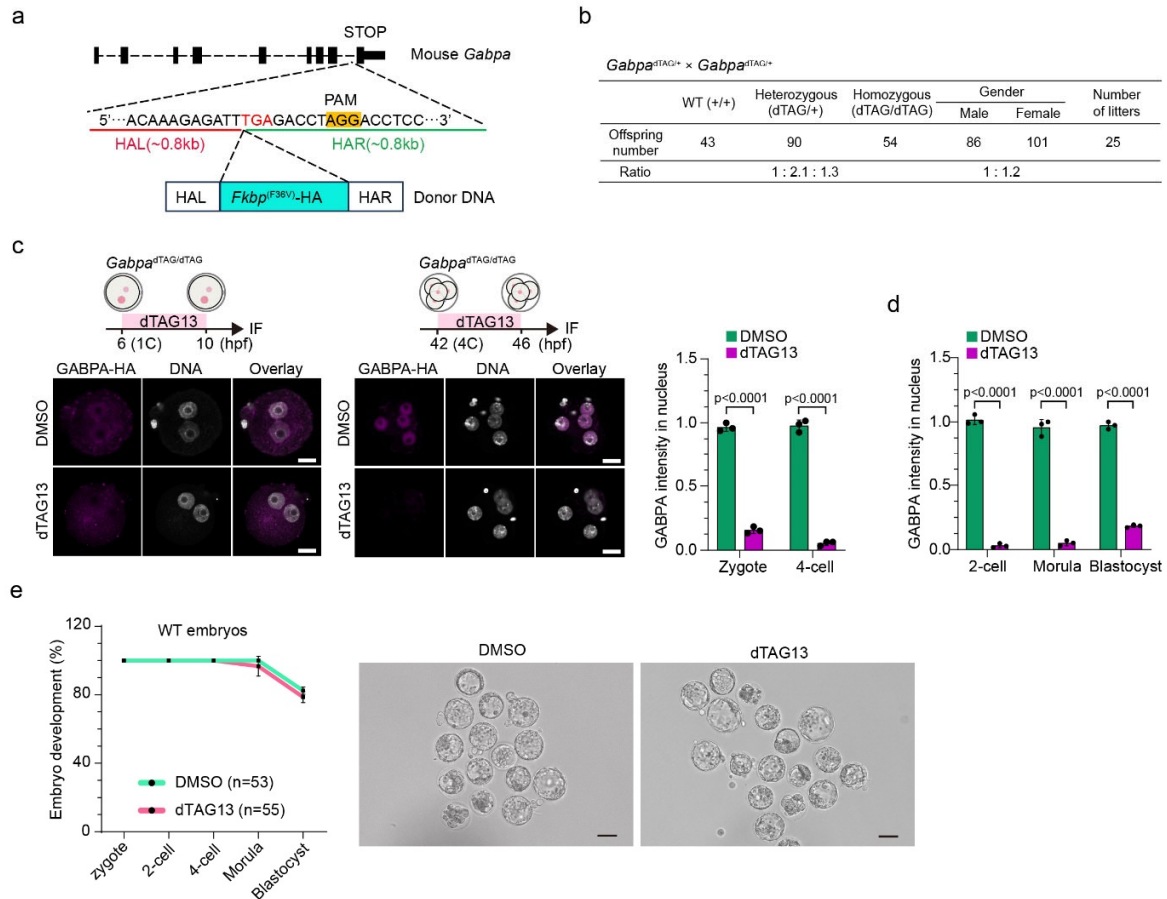 a
STOP
Mouse Gabpa
PAM
5'···ACAAAGAGATTTGAGACCTAGGACCTCC···3'
HAL(~0.8kb)
HAR(~0.8kb)
HAL
Fkbp(F36V)-HA
HAR
Donor DNA
b
GabpadTAG/+ × GabpadTAG/+
WT (+/+)
Heterozygous (dTAG/+)
Homozygous (dTAG/dTAG)
Gender
Male
Female
Number of litters
Offspring number
43
90
54
86
101
25
Ratio
1 : 2.1 : 1.3
1 : 1.2
c
GabpadTAG/dTAG
dTAG13
IF
6 (1C)
10 (hpf)
GABPA-HA
DNA
Overlay
DMSO
dTAG13
GabpadTAG/dTAG
dTAG13
IF
42 (4C)
46 (hpf)
GABPA-HA
DNA
Overlay
DMSO
dTAG13
DMSO
dTAG13
GABPA intensity in nucleus
1.5
1.0
0.5
0.0
p<0.0001
p<0.0001
Zygote
4-cell
d
DMSO
dTAG13
GABPA intensity in nucleus
1.5
1.0
0.5
0.0
p<0.0001
p<0.0001
p<0.0001
2-cell
Morula
Blastocyst
e
WT embryos
Embryo development (%)
120
80
40
0
DMSO (n=53)
dTAG13 (n=55)
zygote
2-cell
4-cell
Morula
Blastocyst
DMSO
dTAG13